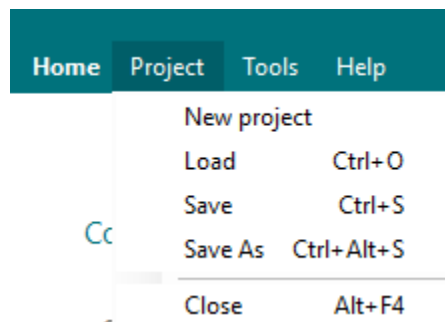 Home Project Tools Help
New project
Load Ctrl+O
Save Ctrl+S
Save As Ctrl+Alt+S
Close Alt+F4